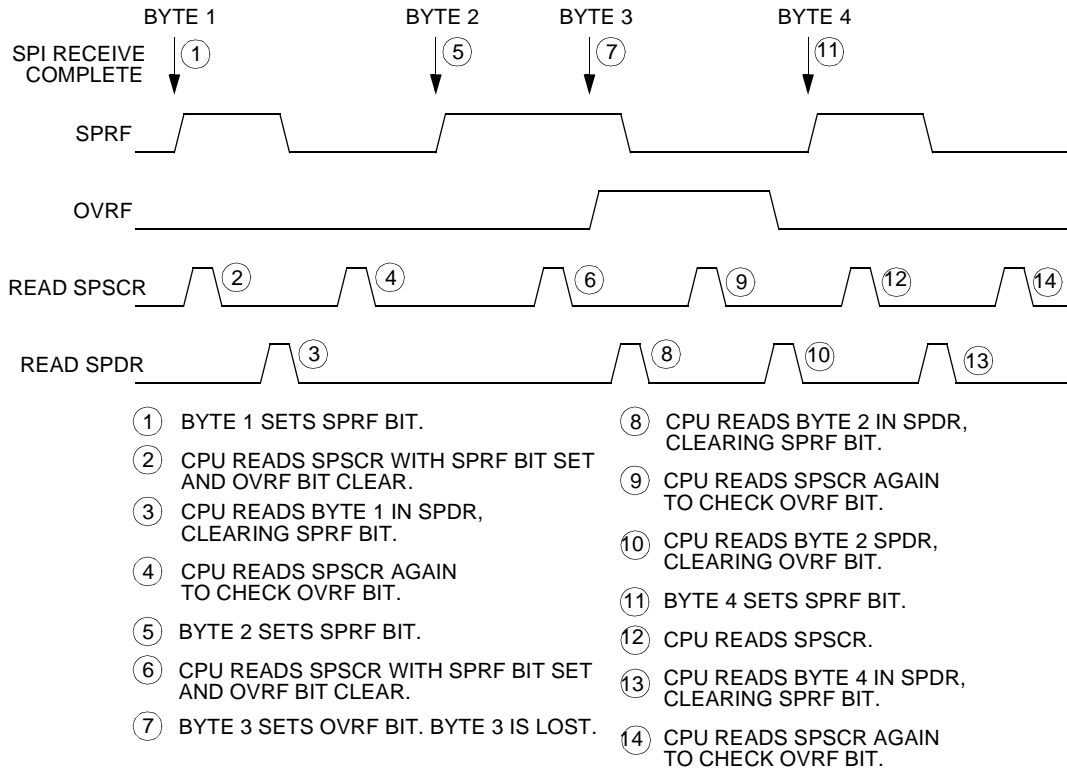 BYTE 1 BYTE 2 BYTE 3 BYTE 4
SPI RECEIVE
COMPLETE
1 5 7 11
SPRF
OVRF
READ SPSCR
2 4 6 9 12 14
READ SPDR
3 8 10 13
1 BYTE 1 SETS SPRF BIT.
2 CPU READS SPSCR WITH SPRF BIT SET
AND OVRF BIT CLEAR.
3 CPU READS BYTE 1 IN SPDR,
CLEARING SPRF BIT.
4 CPU READS SPSCR AGAIN
TO CHECK OVRF BIT.
5 BYTE 2 SETS SPRF BIT.
6 CPU READS SPSCR WITH SPRF BIT SET
AND OVRF BIT CLEAR.
7 BYTE 3 SETS OVRF BIT. BYTE 3 IS LOST.
8 CPU READS BYTE 2 IN SPDR,
CLEARING SPRF BIT.
9 CPU READS SPSCR AGAIN
TO CHECK OVRF BIT.
10 CPU READS BYTE 2 SPDR,
CLEARING OVRF BIT.
11 BYTE 4 SETS SPRF BIT.
12 CPU READS SPSCR.
13 CPU READS BYTE 4 IN SPDR,
CLEARING SPRF BIT.
14 CPU READS SPSCR AGAIN
TO CHECK OVRF BIT.